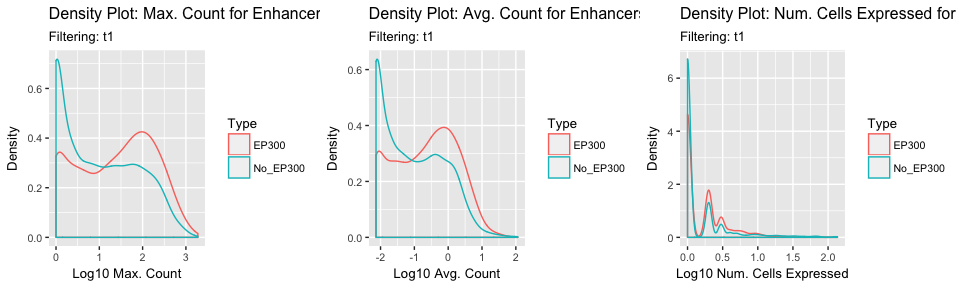 Density Plot: Max. Count for Enhancer
Filtering: t1
Density
0.6
0.4
0.2
0.0
0
1
2
3
Log10 Max. Count
Type
EP300
No_EP300
Density Plot: Avg. Count for Enhancers
Filtering: t1
Density
0.6
0.4
0.2
0.0
-2
-1
0
1
2
Log10 Avg. Count
Type
EP300
No_EP300
Density Plot: Num. Cells Expressed for
Filtering: t1
Density
6
4
2
0
0.0
0.5
1.0
1.5
2.0
Log10 Num. Cells Expressed
Type
EP300
No_EP300